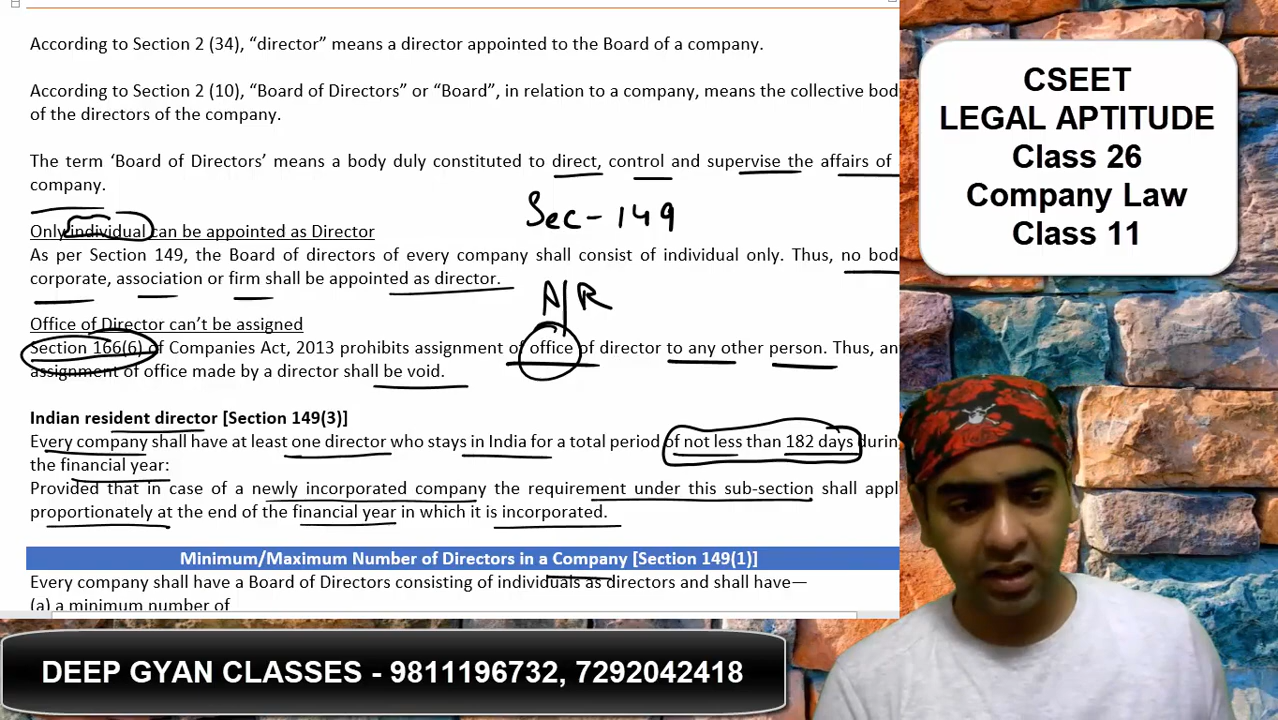 According to Section 2 (34), “director” means a director appointed to the Board of a company.
According to Section 2 (10), “Board of Directors” or “Board”, in relation to a company, means the collective bod
of the directors of the company.
The term ‘Board of Directors’ means a body duly constituted to direct, control and supervise the affairs of
company.
Sec - 149
Only individual can be appointed as Director
As per Section 149, the Board of directors of every company shall consist of individual only. Thus, no bod
corporate, association or firm shall be appointed as director.
A|R
Office of Director can’t be assigned
Section 166(6) of Companies Act, 2013 prohibits assignment of office of director to any other person. Thus, an
assignment of office made by a director shall be void.
Indian resident director [Section 149(3)]
Every company shall have at least one director who stays in India for a total period of not less than 182 days durin
the financial year:
Provided that in case of a newly incorporated company the requirement under this sub-section shall appl
proportionately at the end of the financial year in which it is incorporated.
Minimum/Maximum Number of Directors in a Company [Section 149(1)]
Every company shall have a Board of Directors consisting of individuals as directors and shall have—
(a) a minimum number of
CSEET
LEGAL APTITUDE
Class 26
Company Law
Class 11
DEEP GYAN CLASSES - 9811196732, 7292042418